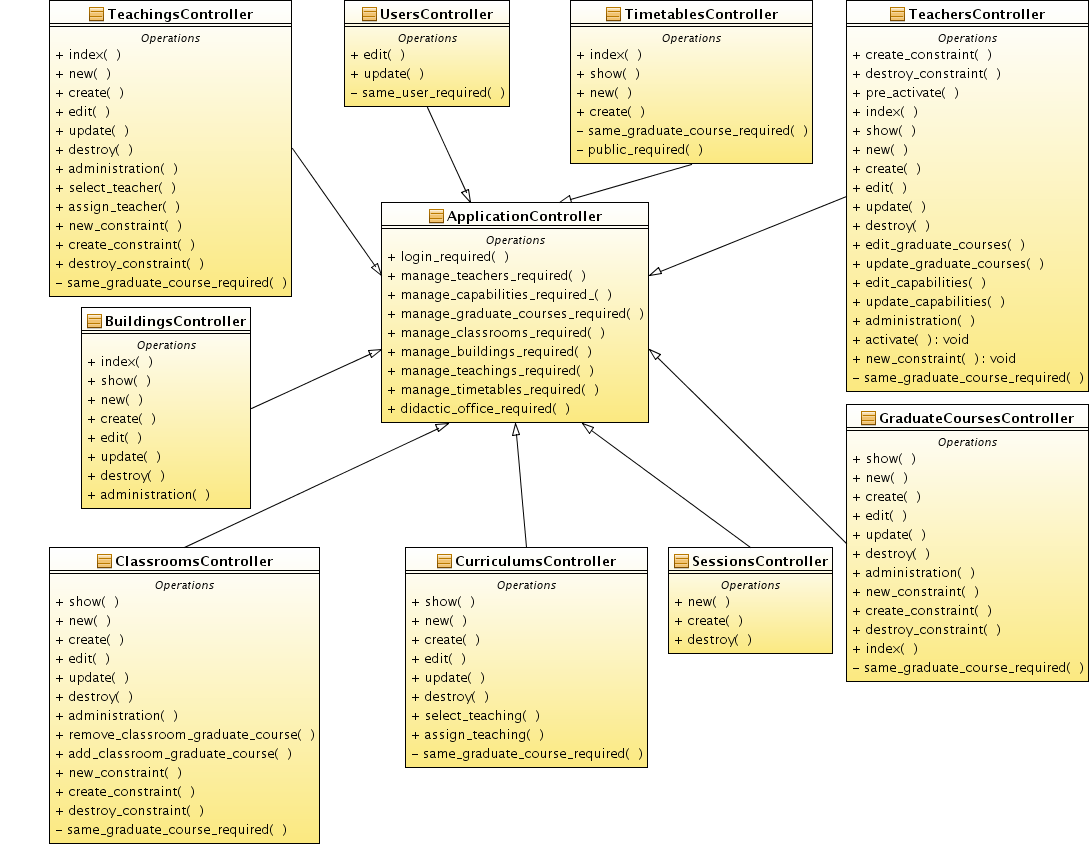 TeachingsController
Operations
+ index( )
+ new( )
+ create( )
+ edit( )
+ update( )
+ destroy( )
+ administration( )
+ select_teacher( )
+ assign_teacher( )
+ new_constraint( )
+ create_constraint( )
+ destroy_constraint( )
- same_graduate_course_required( )
UsersController
Operations
+ edit( )
+ update( )
- same_user_required( )
TimetablesController
Operations
+ index( )
+ show( )
+ new( )
+ create( )
- same_graduate_course_required( )
- public_required( )
TeachersController
Operations
+ create_constraint( )
+ destroy_constraint( )
+ pre_activate( )
+ index( )
+ show( )
+ new( )
+ create( )
+ edit( )
+ update( )
+ destroy( )
+ edit_graduate_courses( )
+ update_graduate_courses( )
+ edit_capabilities( )
+ update_capabilities( )
+ administration( )
+ activate( ) : void
+ new_constraint( ) : void
- same_graduate_course_required( )
ApplicationController
Operations
+ login_required( )
+ manage_teachers_required( )
+ manage_capabilities_required_( )
+ manage_graduate_courses_required( )
+ manage_classrooms_required( )
+ manage_buildings_required( )
+ manage_teachings_required( )
+ manage_timetables_required( )
+ didactic_office_required( )
BuildingsController
Operations
+ index( )
+ show( )
+ new( )
+ create( )
+ edit( )
+ update( )
+ destroy( )
+ administration( )
GraduateCoursesController
Operations
+ show( )
+ new( )
+ create( )
+ edit( )
+ update( )
+ destroy( )
+ administration( )
+ new_constraint( )
+ create_constraint( )
+ destroy_constraint( )
+ index( )
- same_graduate_course_required( )
ClassroomsController
Operations
+ show( )
+ new( )
+ create( )
+ edit( )
+ update( )
+ destroy( )
+ administration( )
+ remove_classroom_graduate_course( )
+ add_classroom_graduate_course( )
+ new_constraint( )
+ create_constraint( )
+ destroy_constraint( )
- same_graduate_course_required( )
CurriculumsController
Operations
+ show( )
+ new( )
+ create( )
+ edit( )
+ update( )
+ destroy( )
+ select_teaching( )
+ assign_teaching( )
- same_graduate_course_required( )
SessionsController
Operations
+ new( )
+ create( )
+ destroy( )